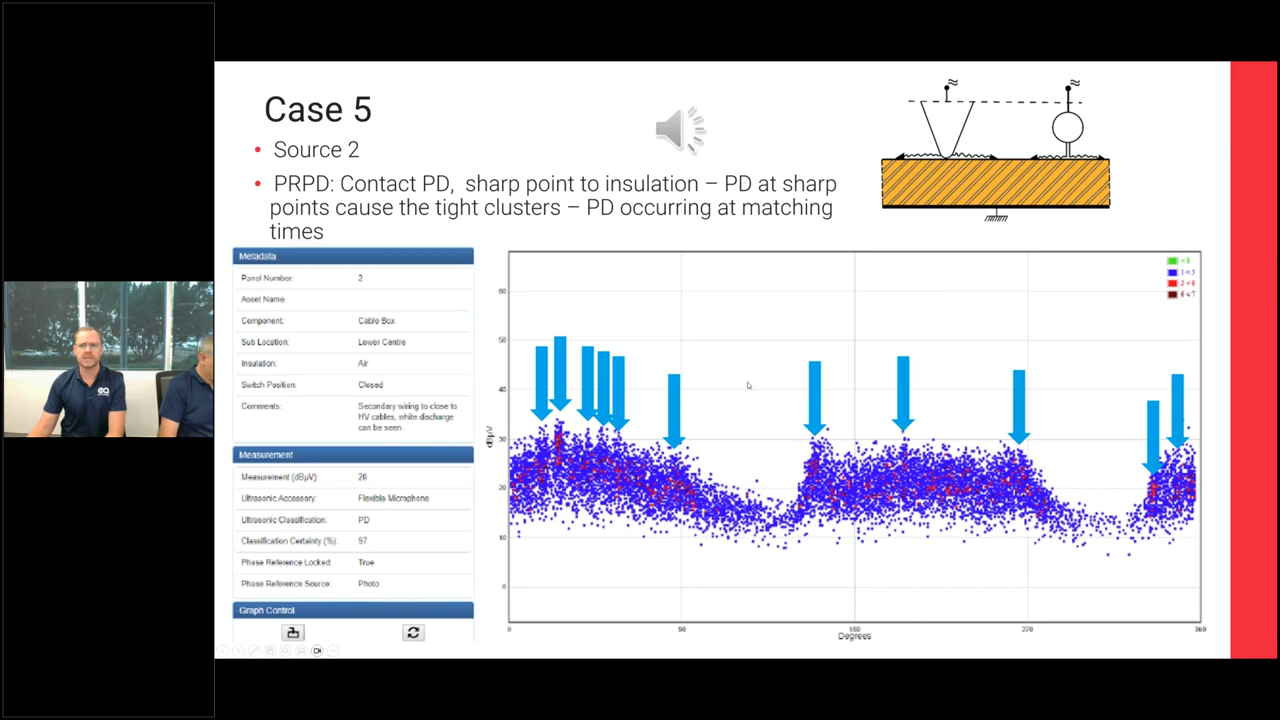 Case 5
• Source 2
• PRPD: Contact PD, sharp point to insulation – PD at sharp
points cause the tight clusters – PD occurring at matching
times
Metadata
Panel Number: 2
Asset Name:
Component: Cable Box
Sub Location: Lower Centre
Insulation: Air
Switch Position: Closed
Comments: Secondary wiring to close to
HV cables, white discharge
can be seen.
Measurement
Measurement (dBµV): 20
Ultrasonic Accessory: Flexible Microphone
Ultrasonic Classification: PD
Classification Certainty (%): 97
Phase Reference Locked: True
Phase Reference Source: Photo
Graph Control
60
50
40
30
20
10
0
dBµV
0 90 180 270 360
Degrees
ea